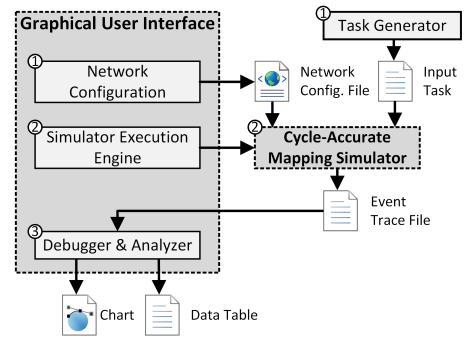 Graphical User Interface
1
Task Generator
1
Network
Configuration
Network
Config. File
Input
Task
2
Simulator Execution
Engine
2
Cycle-Accurate
Mapping Simulator
Event
Trace File
3
Debugger & Analyzer
Chart
Data Table